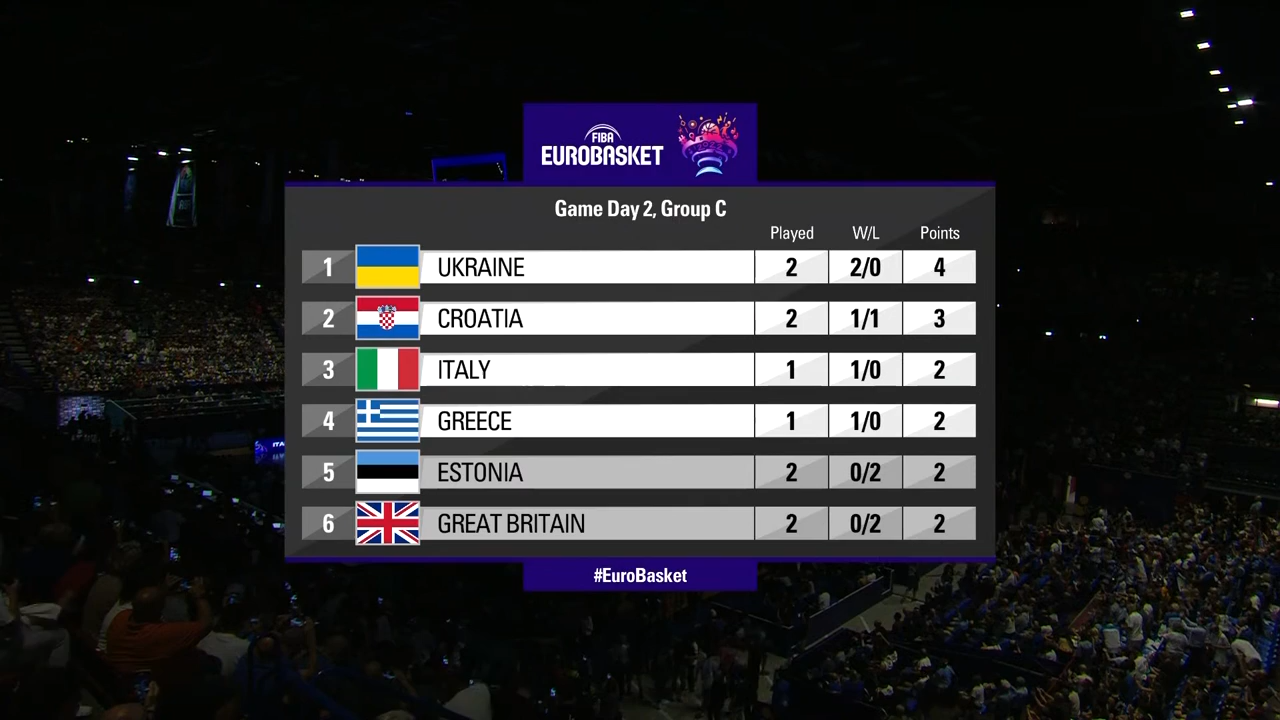 FIBA
EUROBASKET
Game Day 2, Group C
Played W/L Points
1 UKRAINE 2 2/0 4
2 CROATIA 2 1/1 3
3 ITALY 1 1/0 2
4 GREECE 1 1/0 2
5 ESTONIA 2 0/2 2
6 GREAT BRITAIN 2 0/2 2
#EuroBasket